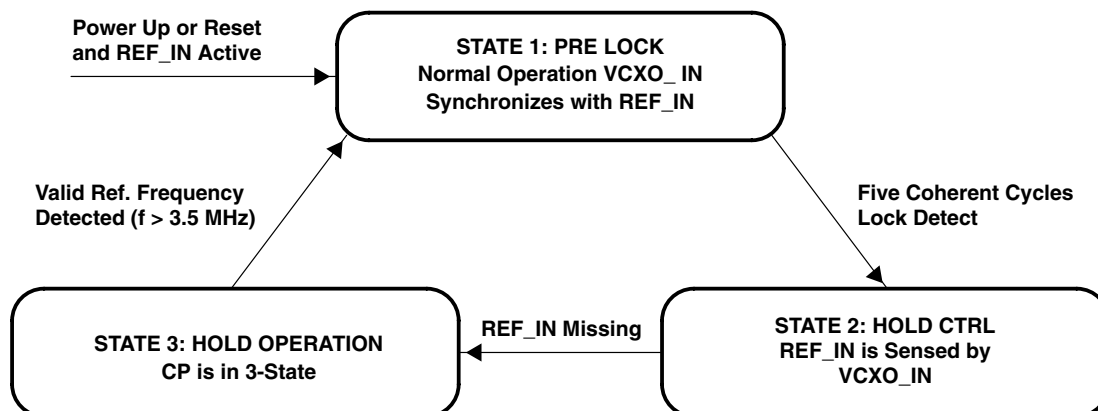 Power Up or Reset
and REF_IN Active
STATE 1: PRE LOCK
Normal Operation VCXO_ IN
Synchronizes with REF_IN
Valid Ref. Frequency
Detected (f > 3.5 MHz)
Five Coherent Cycles
Lock Detect
STATE 3: HOLD OPERATION
CP is in 3-State
REF_IN Missing
STATE 2: HOLD CTRL
REF_IN is Sensed by
VCXO_IN